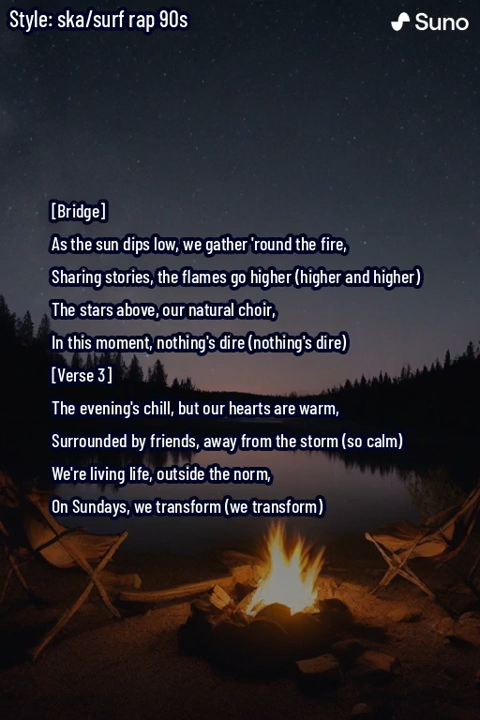 Style: ska/surf rap 90s
Suno
[Bridge]
As the sun dips low, we gather 'round the fire,
Sharing stories, the flames go higher (higher and higher)
The stars above, our natural choir,
In this moment, nothing's dire (nothing's dire)
[Verse 3]
The evening's chill, but our hearts are warm,
Surrounded by friends, away from the storm (so calm)
We're living life, outside the norm,
On Sundays, we transform (we transform)